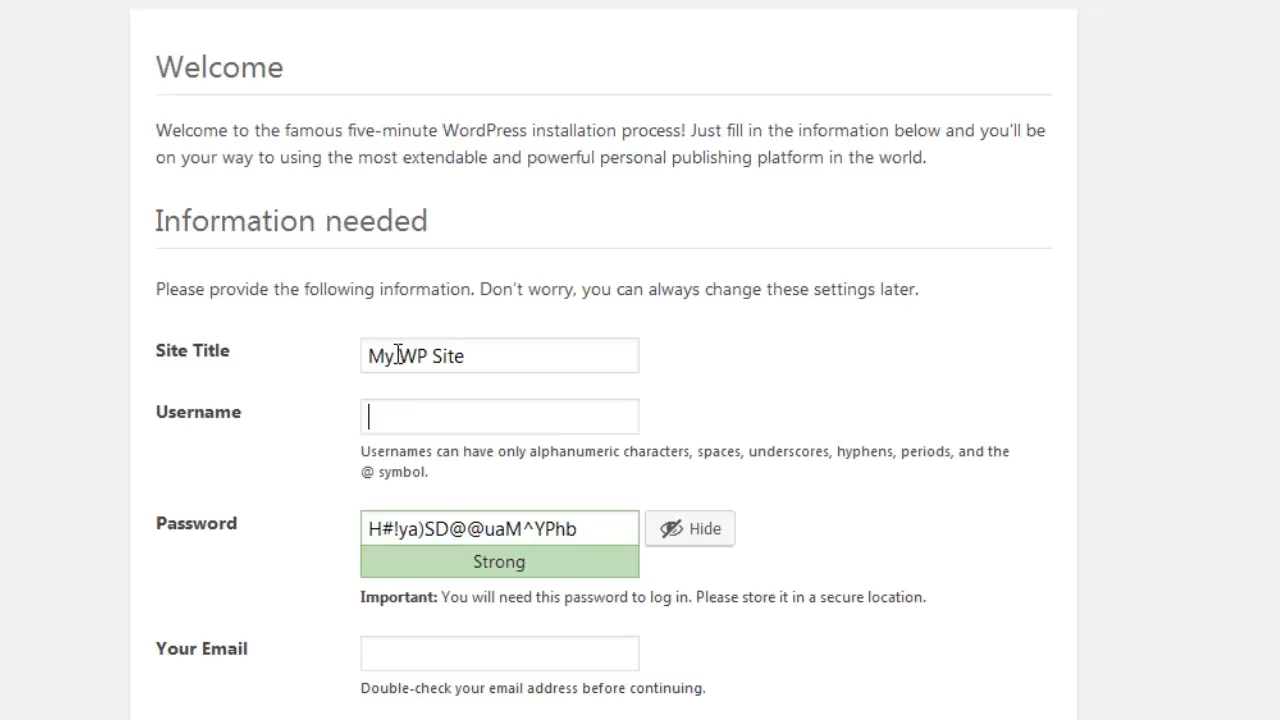 Welcome
Welcome to the famous five-minute WordPress installation process! Just fill in the information below and you'll be
on your way to using the most extendable and powerful personal publishing platform in the world.
Information needed
Please provide the following information. Don't worry, you can always change these settings later.
Site Title
My WP Site
Username
Usernames can have only alphanumeric characters, spaces, underscores, hyphens, periods, and the
@ symbol.
Password
H#!ya)SD@@uaM^YPhb
Hide
Strong
Important: You will need this password to log in. Please store it in a secure location.
Your Email
Double-check your email address before continuing.